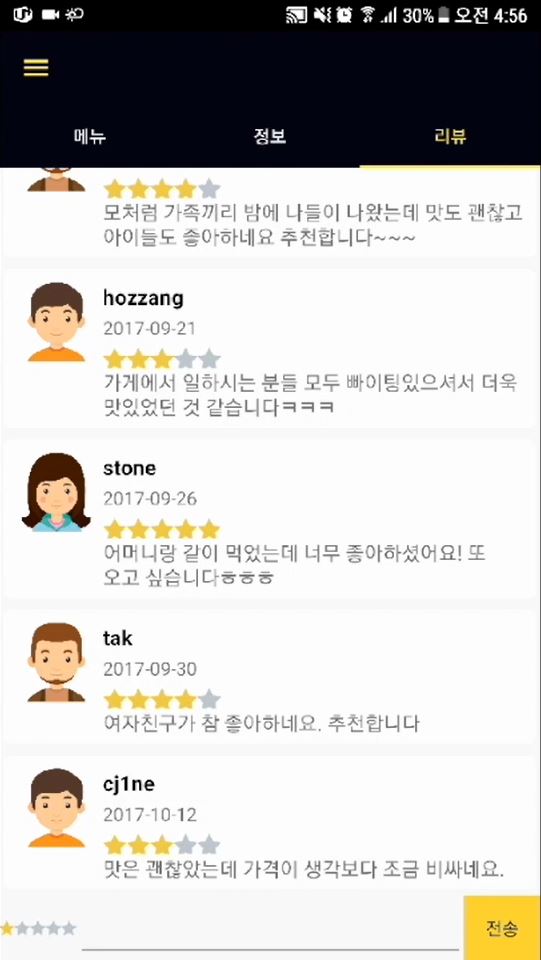 30% 오전 4:56
메뉴 정보 리뷰
모처럼 가족끼리 밤에 나들이 나왔는데 맛도 괜찮고
아이들도 좋아하네요 추천합니다~~~
hozzang
2017-09-21
가게에서 일하시는 분들 모두 빠이팅있으셔서 더욱
맛있었던 것 같습니다ㅋㅋㅋ
stone
2017-09-26
어머니랑 같이 먹었는데 너무 좋아하셨어요! 또
오고 싶습니다ㅎㅎㅎ
tak
2017-09-30
여자친구가 참 좋아하네요. 추천합니다
cj1ne
2017-10-12
맛은 괜찮았는데 가격이 생각보다 조금 비싸네요.
전송